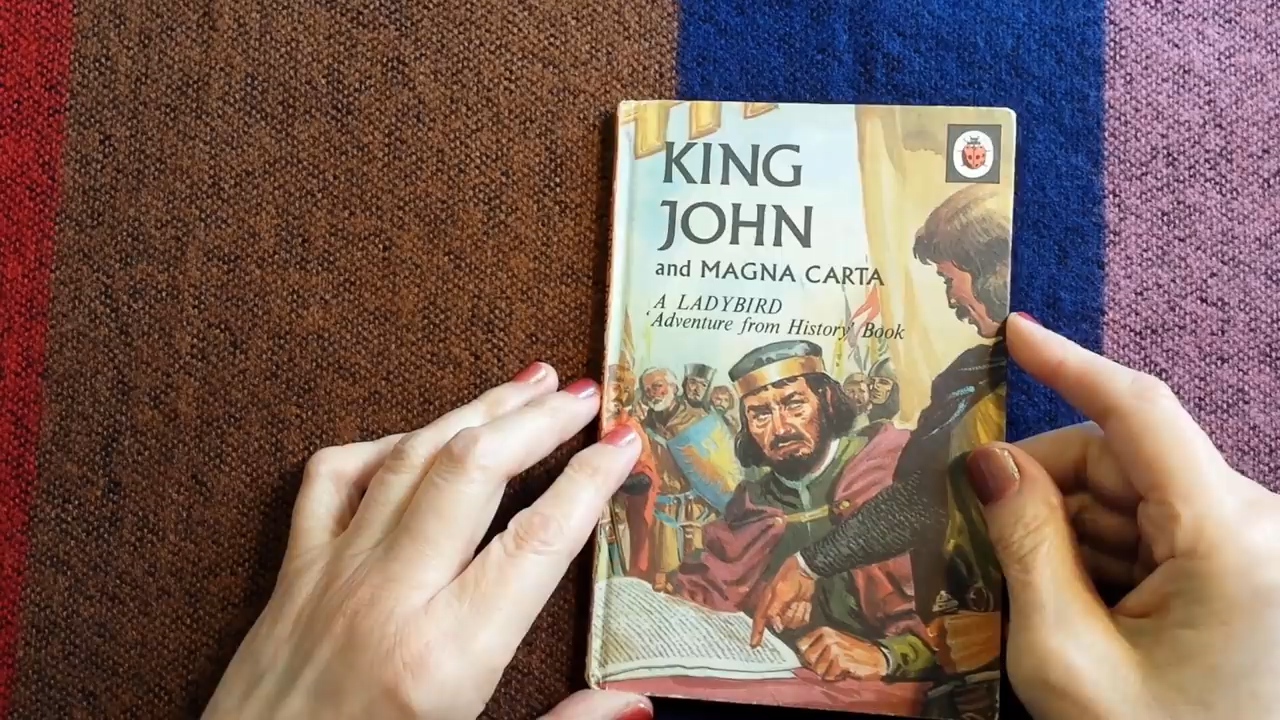 KING
JOHN
and MAGNA CARTA
A LADYBIRD
'Adventure from History' Book